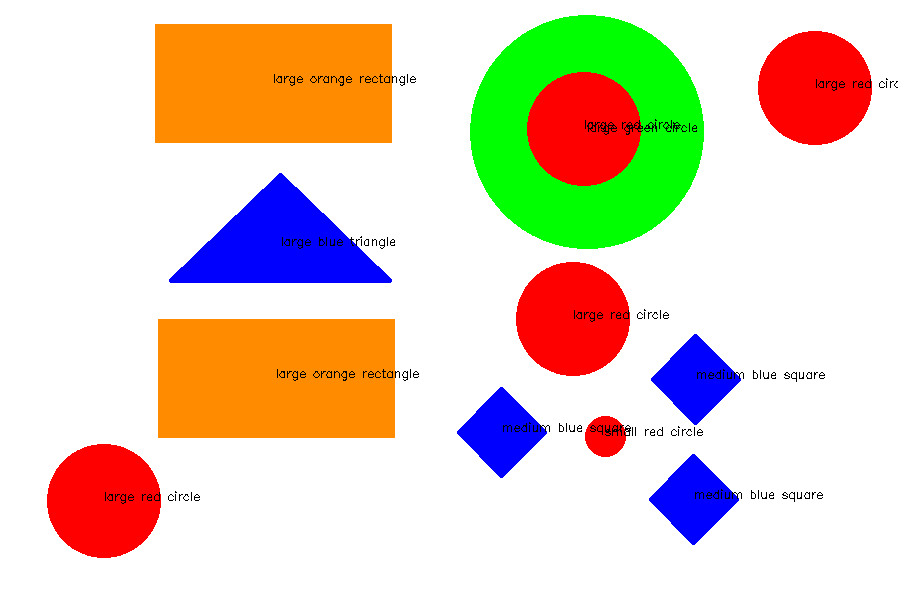 large orange rectangle
large red circ
large red circle
large green circle
large blue triangle
large red circle
large orange rectangle
medium blue square
medium blue square
small red circle
large red circle
medium blue square